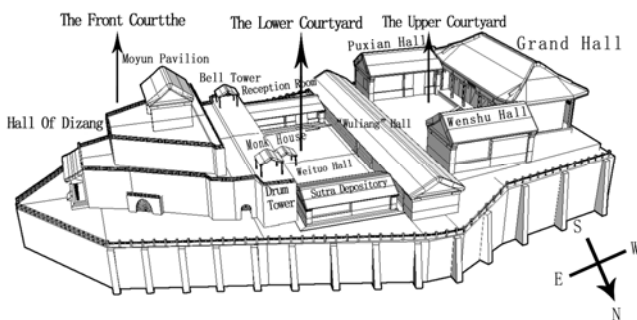 The Front Courtthe
The Lower Courtyard
The Upper Courtyard
Moyun Pavilion
Puxian Hall
Grand Hall
Bell Tower
Reception Room
Hall Of Dizang
"Wuliang" Hall
Wenshu Hall
Monk House
Weituo Hall
Drum
Tower
Sutra Depository
S
W
E
N